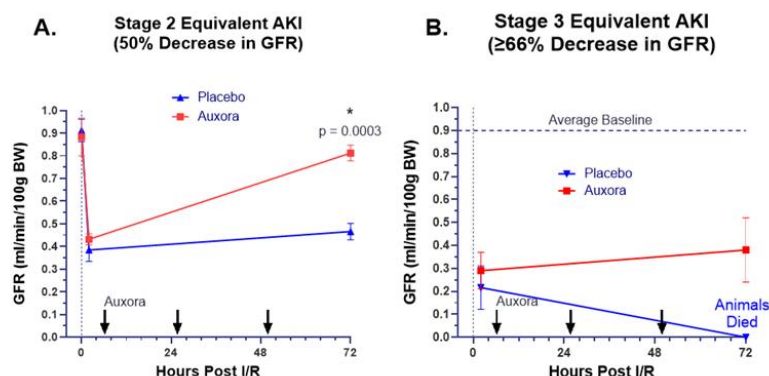 A.
Stage 2 Equivalent AKI
(50% Decrease in GFR)
Placebo
Auxora
*
p = 0.0003
GFR (ml/min/100g BW)
1.0
0.9
0.8
0.7
0.6
0.5
0.4
0.3
0.2
0.1
0.0
Auxora
0
24
48
72
Hours Post I/R
B.
Stage 3 Equivalent AKI
(≥66% Decrease in GFR)
Average Baseline
Placebo
Auxora
GFR (ml/min/100g BW)
1.0
0.9
0.8
0.7
0.6
0.5
0.4
0.3
0.2
0.1
0.0
Auxora
Animals
Died
0
24
48
72
Hours Post I/R